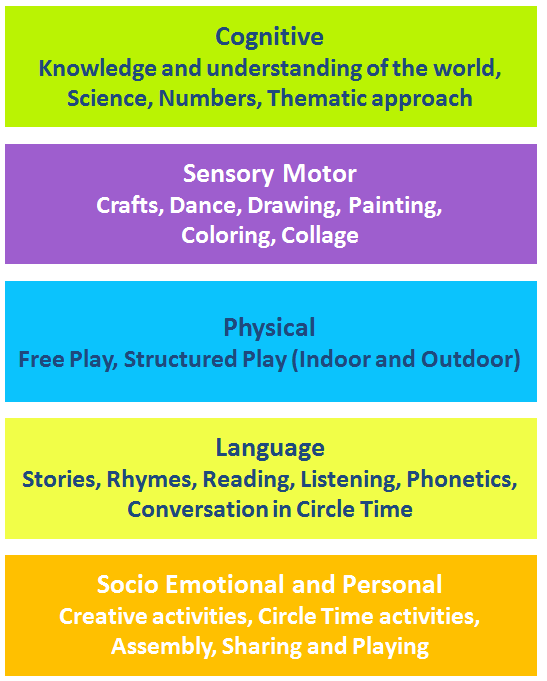 Cognitive
Knowledge and understanding of the world,
Science, Numbers, Thematic approach
Sensory Motor
Crafts, Dance, Drawing, Painting,
Coloring, Collage
Physical
Free Play, Structured Play (Indoor and Outdoor)
Language
Stories, Rhymes, Reading, Listening, Phonetics,
Conversation in Circle Time
Socio Emotional and Personal
Creative activities, Circle Time activities,
Assembly, Sharing and Playing